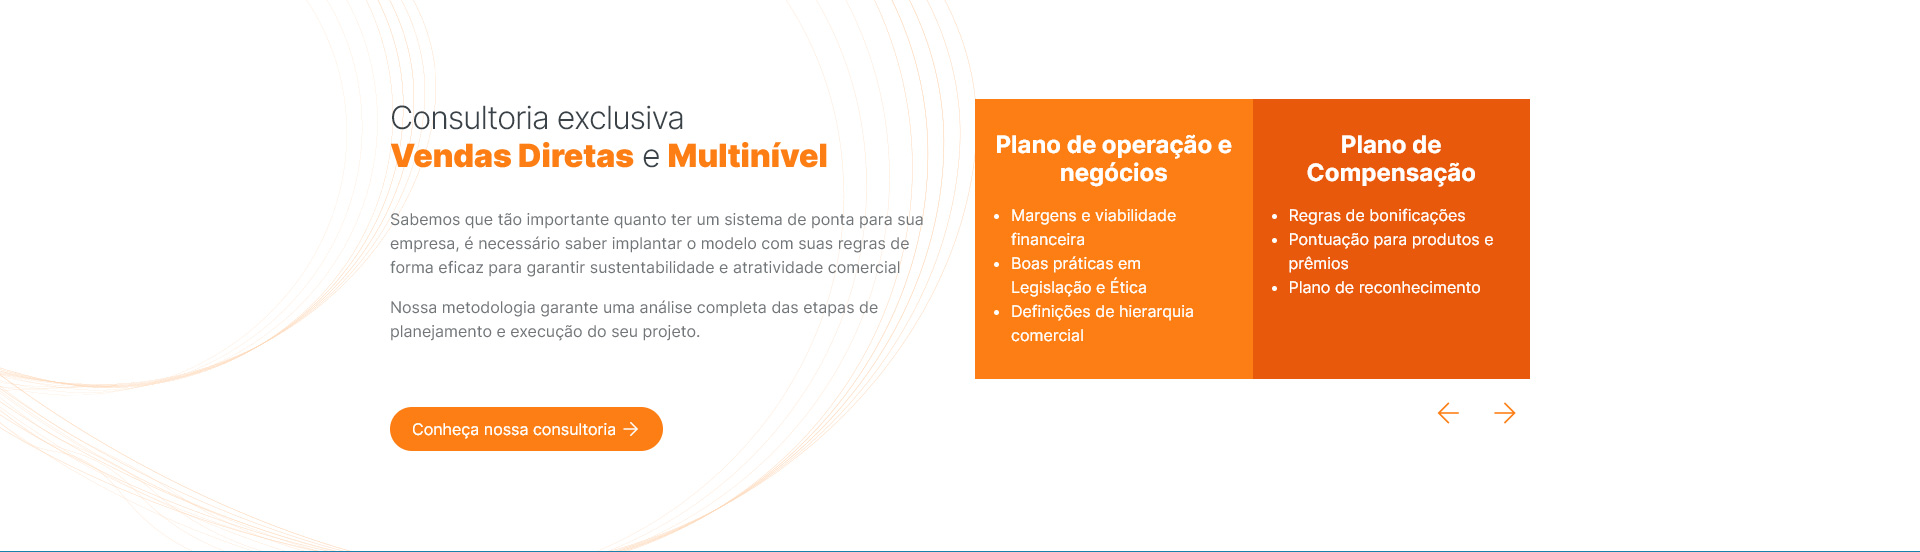 Consultoria exclusiva
Vendas Diretas e Multinível
Sabemos que tão importante quanto ter um sistema de ponta para sua
empresa, é necessário saber implantar o modelo com suas regras de
forma eficaz para garantir sustentabilidade e atratividade comercial
Nossa metodologia garante uma análise completa das etapas de
planejamento e execução do seu projeto.
Conheça nossa consultoria
Plano de operação e
negócios
Margens e viabilidade
financeira
Boas práticas em
Legislação e Ética
Definições de hierarquia
comercial
Plano de
Compensação
Regras de bonificações
Pontuação para produtos e
prêmios
Plano de reconhecimento